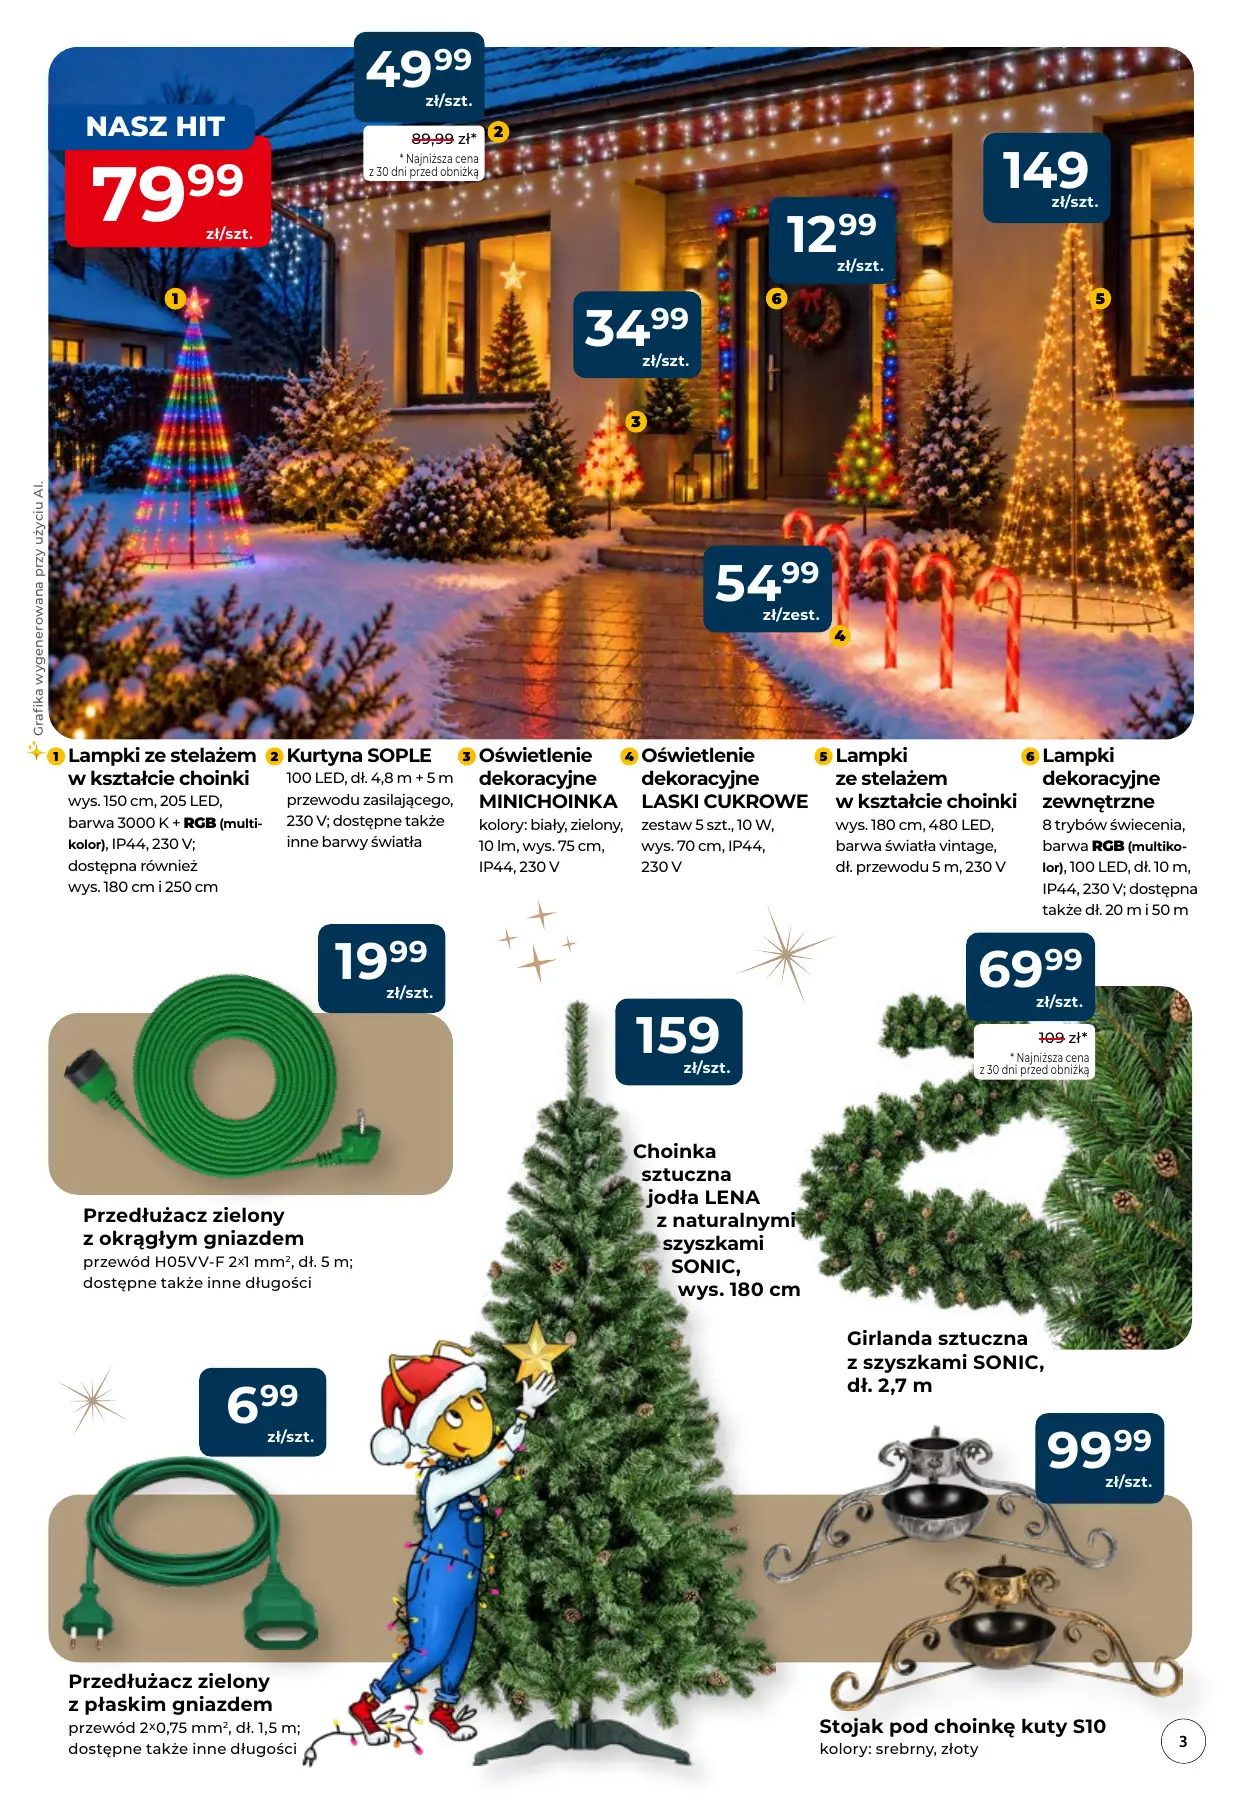 NASZ HIT
79 99
zł/szt.
49 99
zł/szt.
89,99 zł*
* Najniższa cena
z 30 dni przed obniżką
2
149
zł/szt.
12 99
zł/szt.
34 99
zł/szt.
1
6
5
3
54 99
zł/zest.
4
Grafika wygenerowana przy użyciu AI.
1 Lampki ze stelażem
w kształcie choinki
wys. 150 cm, 205 LED,
barwa 3000 K + RGB (multi-
kolor), IP44, 230 V;
dostępna również
wys. 180 cm i 250 cm
2 Kurtyna SOPLE
100 LED, dł. 4,8 m + 5 m
przewodu zasilającego,
230 V; dostępne także
inne barwy światła
3 Oświetlenie
dekoracyjne
MINICHOINKA
kolory: biały, zielony,
10 lm, wys. 75 cm,
IP44, 230 V
4 Oświetlenie
dekoracyjne
LASKI CUKROWE
zestaw 5 szt., 10 W,
wys. 70 cm, IP44,
230 V
5 Lampki
ze stelażem
w kształcie choinki
wys. 180 cm, 480 LED,
barwa światła vintage,
dł. przewodu 5 m, 230 V
6 Lampki
dekoracyjne
zewnętrzne
8 trybów świecenia,
barwa RGB (multiko-
lor), 100 LED, dł. 10 m,
IP44, 230 V; dostępna
także dł. 20 m i 50 m
19 99
zł/szt.
Przedłużacz zielony
z okrągłym gniazdem
przewód H05VV-F 2×1 mm², dł. 5 m;
dostępne także inne długości
159
zł/szt.
Choinka
sztuczna
jodła LENA
z naturalnymi
szyszkami
SONIC,
wys. 180 cm
69 99
zł/szt.
109 zł*
* Najniższa cena
z 30 dni przed obniżką
Girlanda sztuczna
z szyszkami SONIC,
dł. 2,7 m
6 99
zł/szt.
Przedłużacz zielony
z płaskim gniazdem
przewód 2×0,75 mm², dł. 1,5 m;
dostępne także inne długości
99 99
zł/szt.
Stojak pod choinkę kuty S10
kolory: srebrny, złoty
3